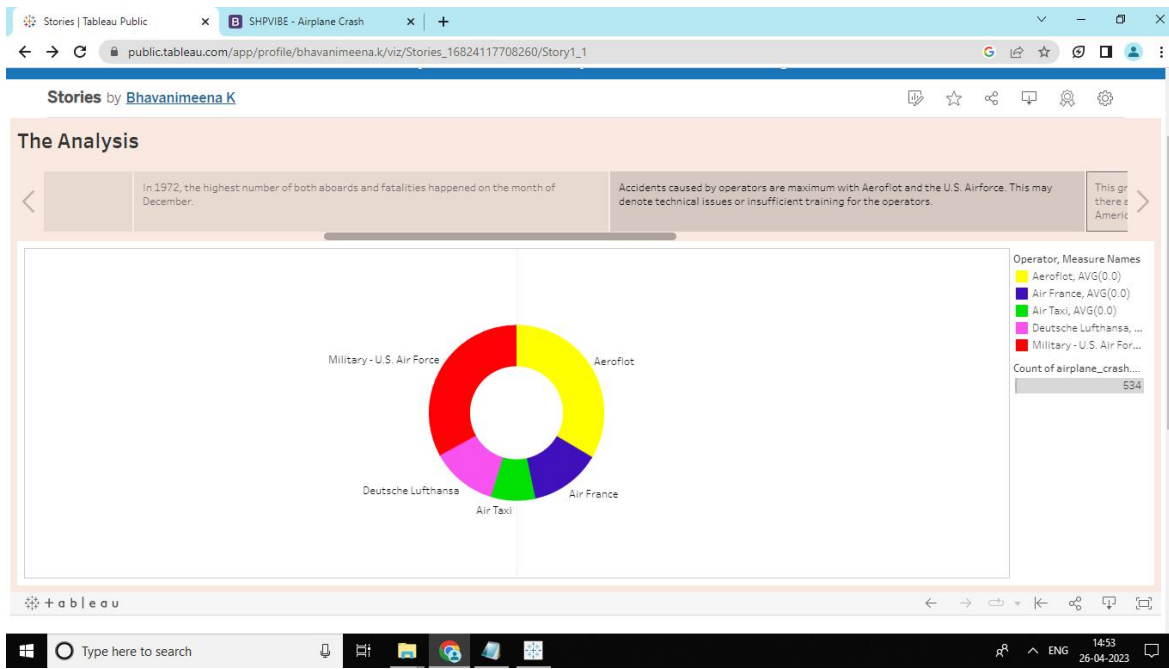 Stories | Tableau Public
SHPVIBE - Airplane Crash
public.tableau.com/app/profile/bhavanimeena.k/viz/Stories_16824117708260/Story1_1
Stories by Bhavanimeena K
The Analysis
In 1972, the highest number of both aboards and fatalities happened on the month of
December.
Accidents caused by operators are maximum with Aeroflot and the U.S. Airforce. This may
denote technical issues or insufficient training for the operators.
This gr
there a
Americ
Operator, Measure Names
Aeroflot, AVG(0.0)
Air France, AVG(0.0)
Air Taxi, AVG(0.0)
Deutsche Lufthansa, ...
Military - U.S. Air For...
Count of airplane_crash....
534
Military - U.S. Air Force
Aeroflot
Deutsche Lufthansa
Air France
Air Taxi
+ a b l e a u
Type here to search
ENG
14:53
26-04-2023